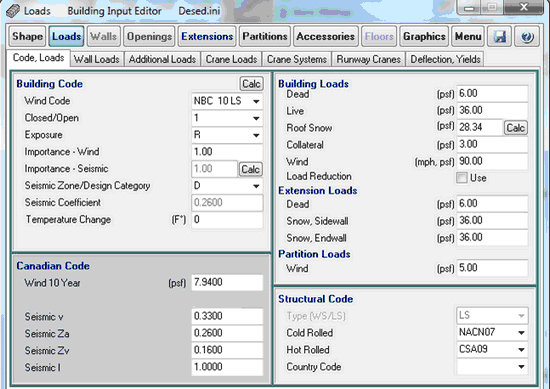 Loads Building Input Editor Desed.ini
Shape Loads Walls Openings Extensions Partitions Accessories Floors Graphics Menu
Code, Loads Wall Loads Additional Loads Crane Loads Crane Systems Runway Cranes Deflection, Yields
Building Code Calc
Wind Code NBC 10 LS
Closed/Open 1
Exposure R
Importance - Wind 1.00
Importance - Seismic 1.00 Calc
Seismic Zone/Design Category D
Seismic Coefficient 0.2600
Temperature Change (F°) 0
Canadian Code
Wind 10 Year (psf) 7.9400
Seismic v 0.3300
Seismic Za 0.2600
Seismic Zv 0.1600
Seismic I 1.0000
Building Loads
Dead (psf) 6.00
Live (psf) 36.00
Roof Snow (psf) 28.34 Calc
Collateral (psf) 3.00
Wind (mph, psf) 90.00
Load Reduction Use
Extension Loads
Dead (psf) 6.00
Snow, Sidewall (psf) 36.00
Snow, Endwall (psf) 36.00
Partition Loads
Wind (psf) 5.00
Structural Code
Type (WS/LS) LS
Cold Rolled NACN07
Hot Rolled CSA09
Country Code